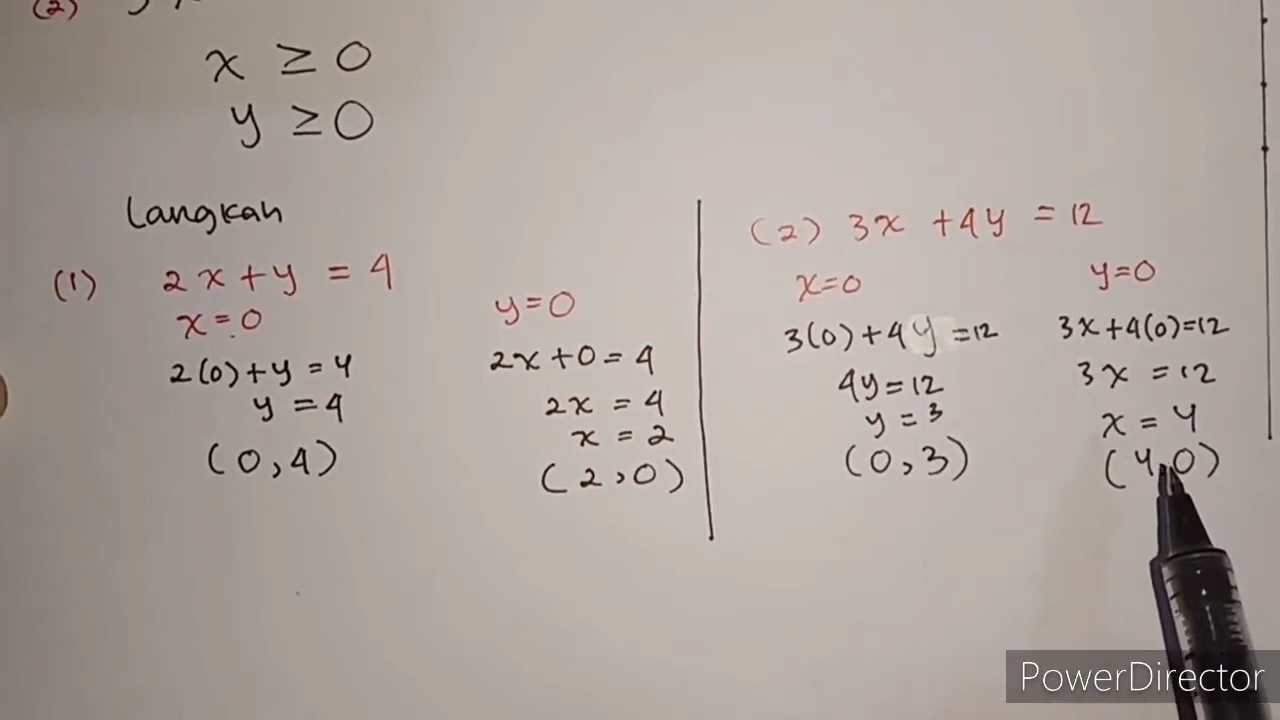 (2)
x ≥ 0
y ≥ 0
Langkah
(1) 2x + y = 4
x = 0
2(0) + y = 4
y = 4
(0,4)
y = 0
2x + 0 = 4
2x = 4
x = 2
(2,0)
(2) 3x + 4y = 12
x = 0
3(0) + 4y = 12
4y = 12
y = 3
(0,3)
y = 0
3x + 4(0) = 12
3x = 12
x = 4
(4,0)
PowerDirector